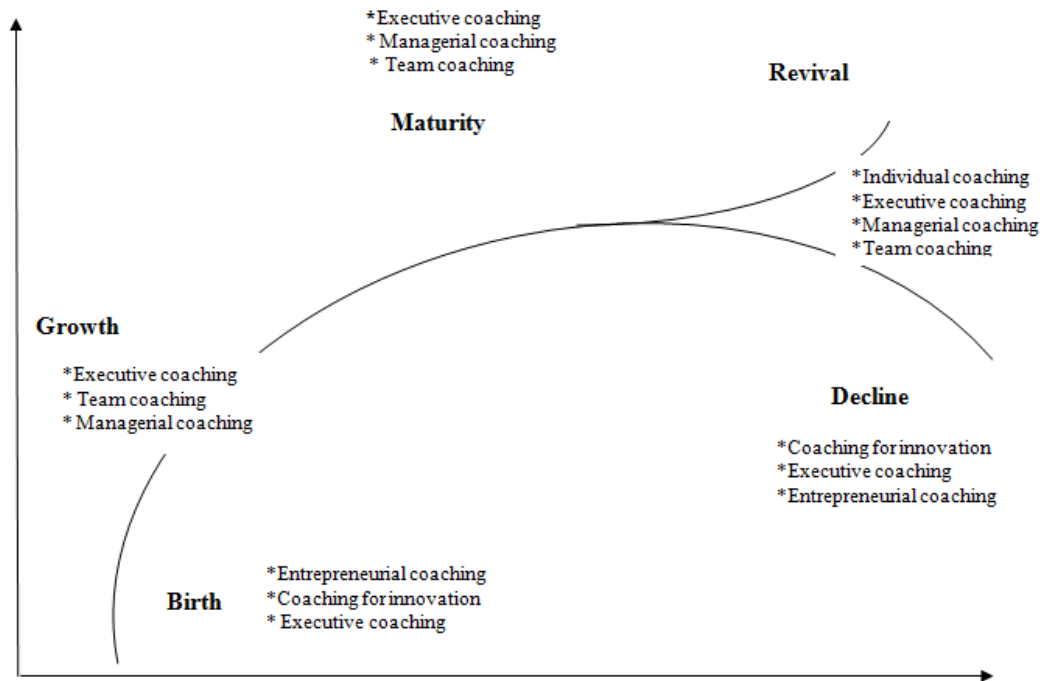 *Executive coaching
* Managerial coaching
* Team coaching
Maturity
Revival
*Individual coaching
*Executive coaching
*Managerial coaching
*Team coaching
Growth
*Executive coaching
* Team coaching
* Managerial coaching
Decline
*Coaching for innovation
*Executive coaching
*Entrepreneurial coaching
Birth
*Entrepreneurial coaching
*Coaching for innovation
* Executive coaching